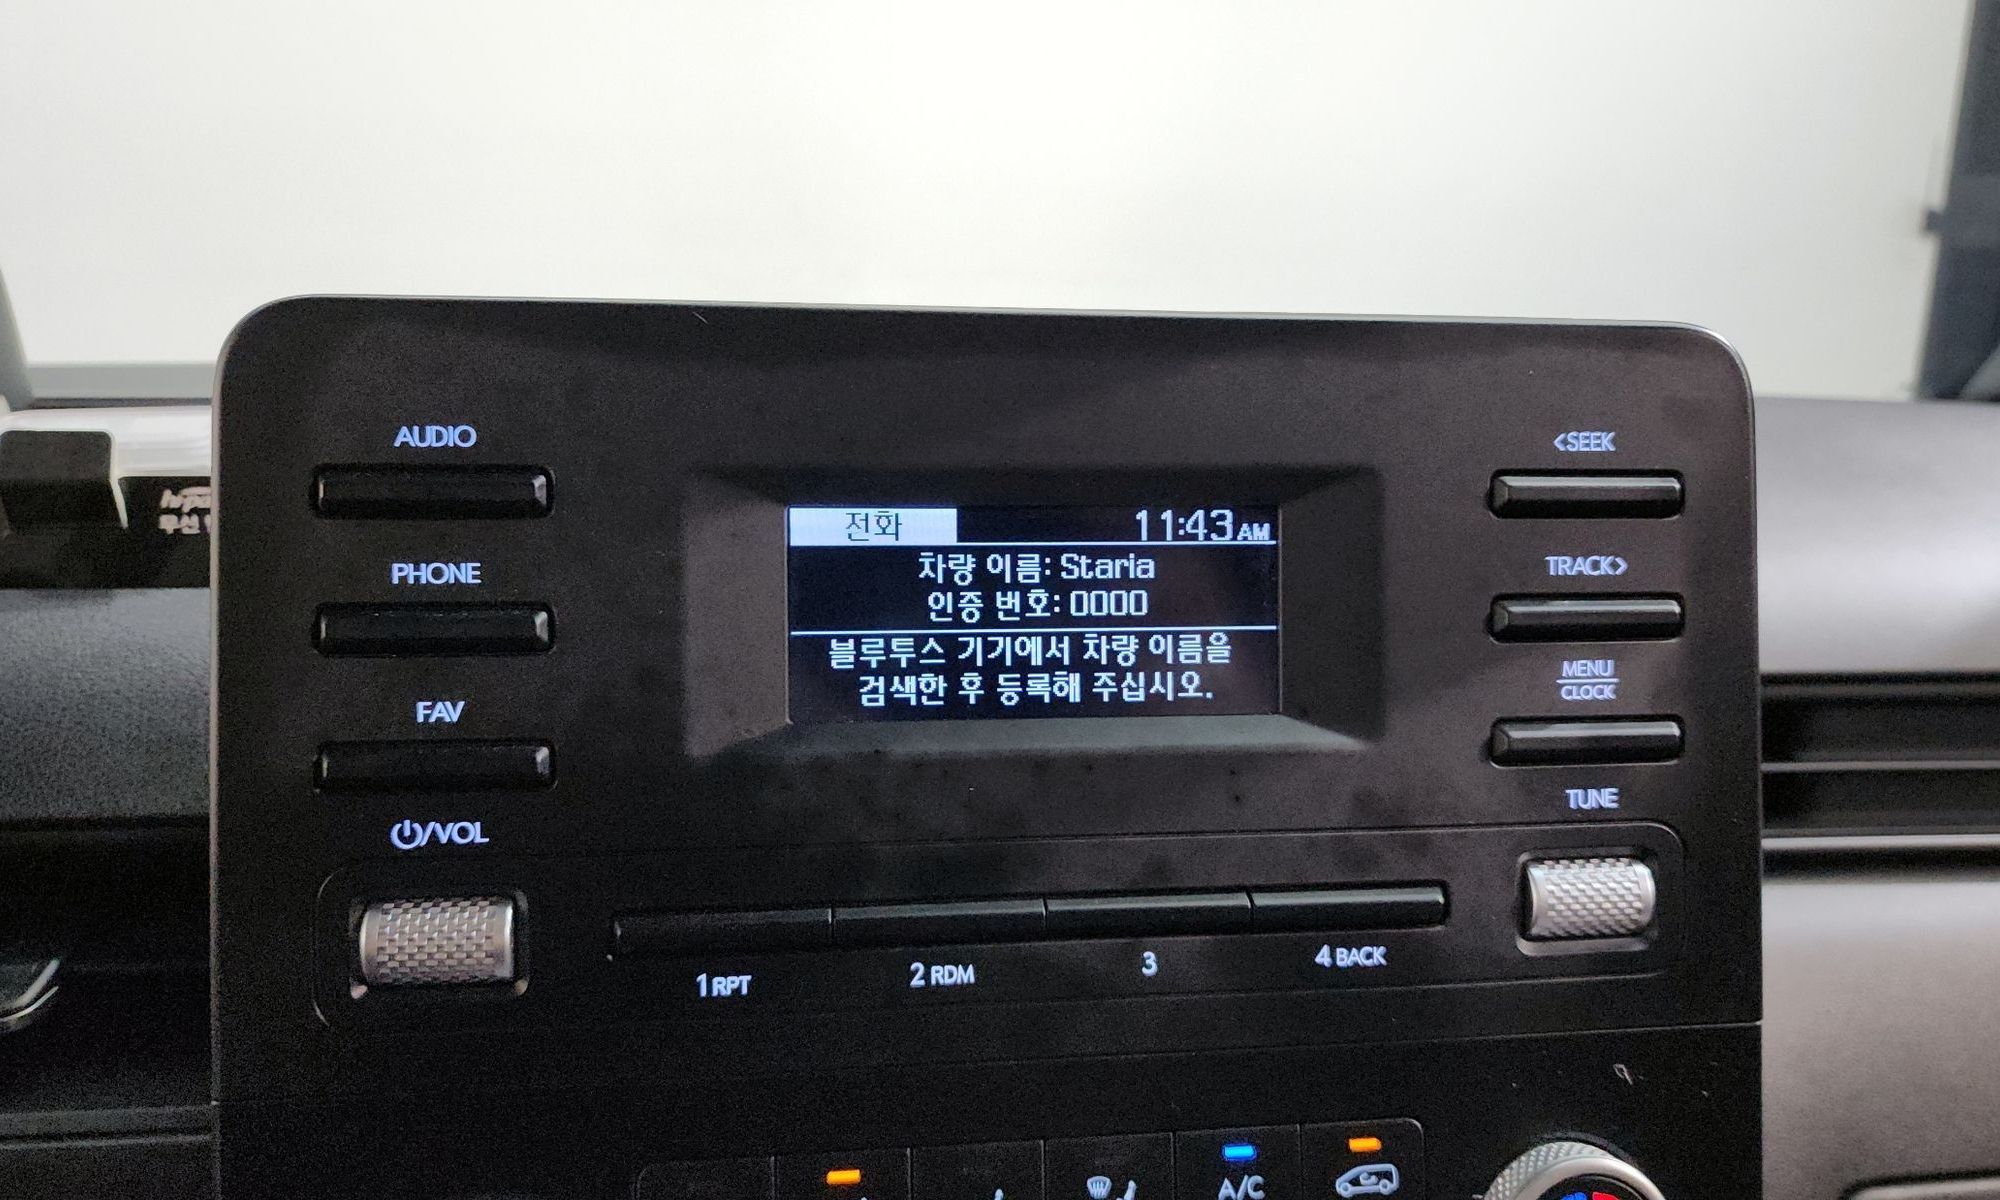 AUDIO
PHONE
FAV
/VOL
전화 11:43AM
차량 이름: Staria
인증 번호: 0000
블루투스 기기에서 차량 이름을
검색한 후 등록해 주십시오.
<SEEK
TRACK>
MENU
CLOCK
TUNE
1 RPT
2 RDM
3
4 BACK
A/C